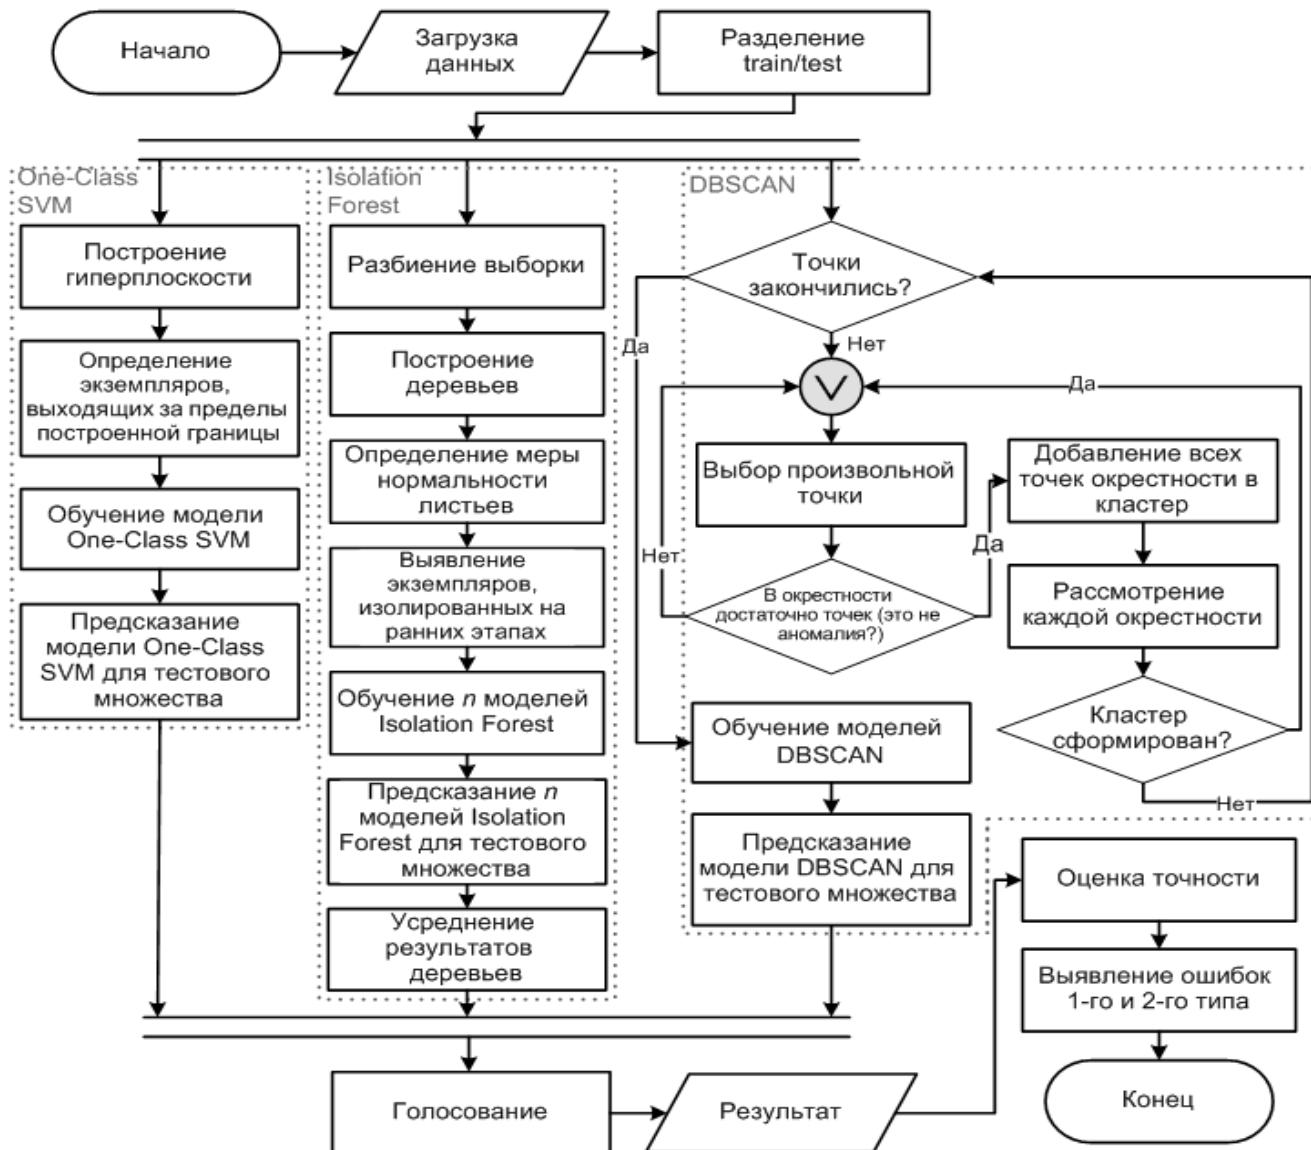 Начало
Загрузка
данных
Разделение
train/test
One-Class
SVM
Построение
гиперплоскости
Определение
экземпляров,
выходящих за пределы
построенной границы
Обучение модели
One-Class SVM
Предсказание
модели One-Class
SVM для тестового
множества
Isolation
Forest
Разбиение выборки
Построение
деревьев
Определение меры
нормальности
листьев
Выявление
экземпляров,
изолированных на
ранних этапах
Обучение n моделей
Isolation Forest
Предсказание n
моделей Isolation
Forest для тестового
множества
Усреднение
результатов
деревьев
DBSCAN
Точки
закончились?
Да
Нет
V
Да
Выбор произвольной
точки
Нет
В окрестности
достаточно точек (это не
аномалия?)
Да
Добавление всех
точек окрестности в
кластер
Рассмотрение
каждой окрестности
Кластер
сформирован?
Нет
Обучение моделей
DBSCAN
Предсказание
модели DBSCAN для
тестового множества
Голосование
Результат
Оценка точности
Выявление ошибок
1-го и 2-го типа
Конец